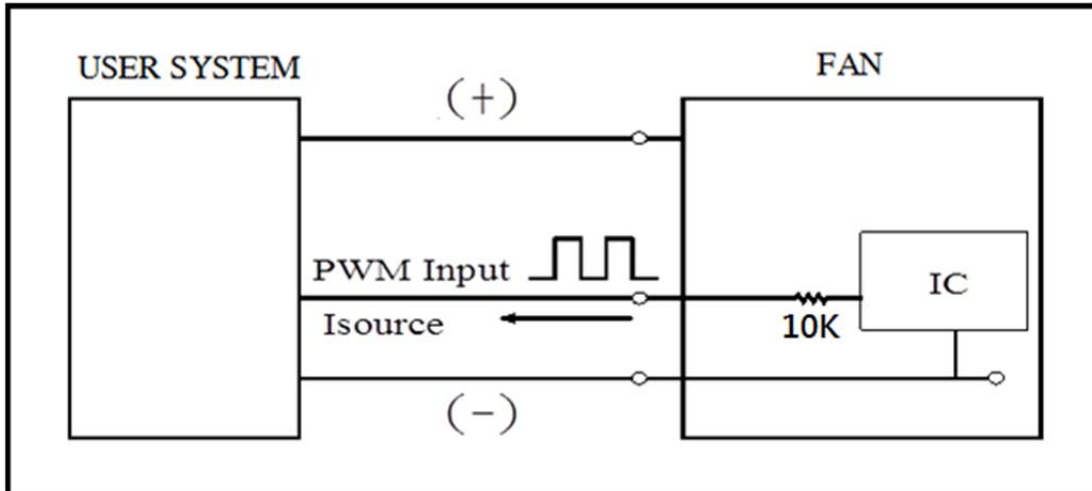 USER SYSTEM
FAN
(+)
PWM Input
IC
Isource
10K
(-)